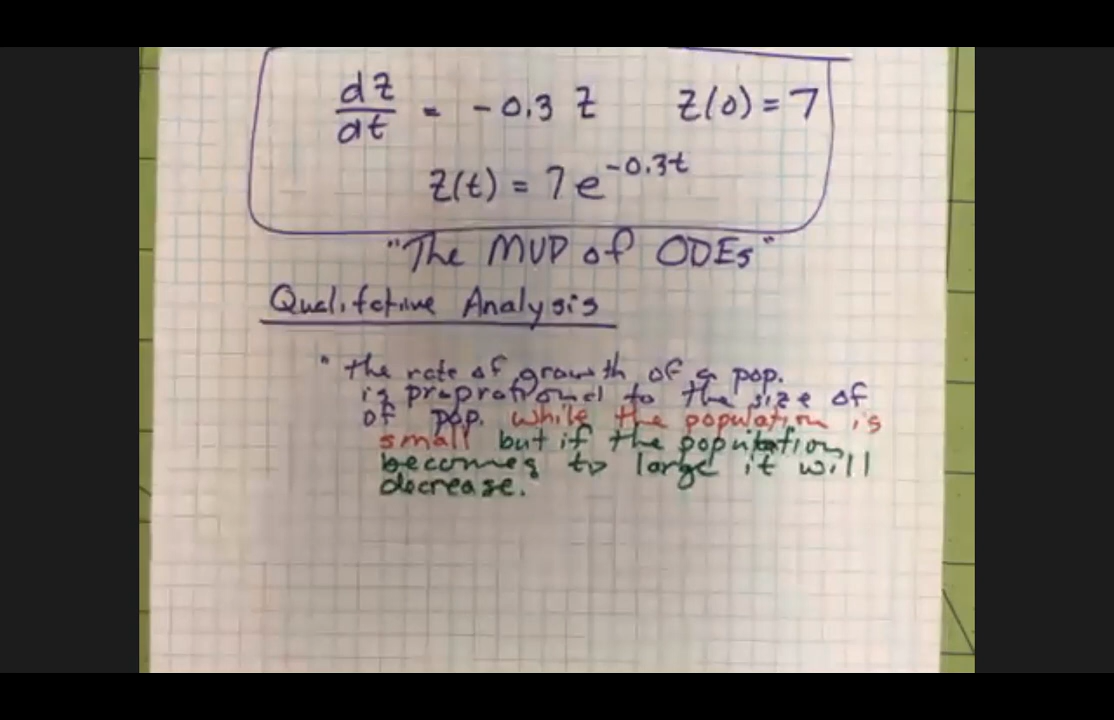 dz/dt = -0.3 z z(0) = 7
z(t) = 7e^-0.3t
"The MVP of ODEs"
Qualitative Analysis
"the rate of growth of a pop.
is proprotional to the size of
of pop. while the population is
small but if the population
becomes to large it will
decrease."